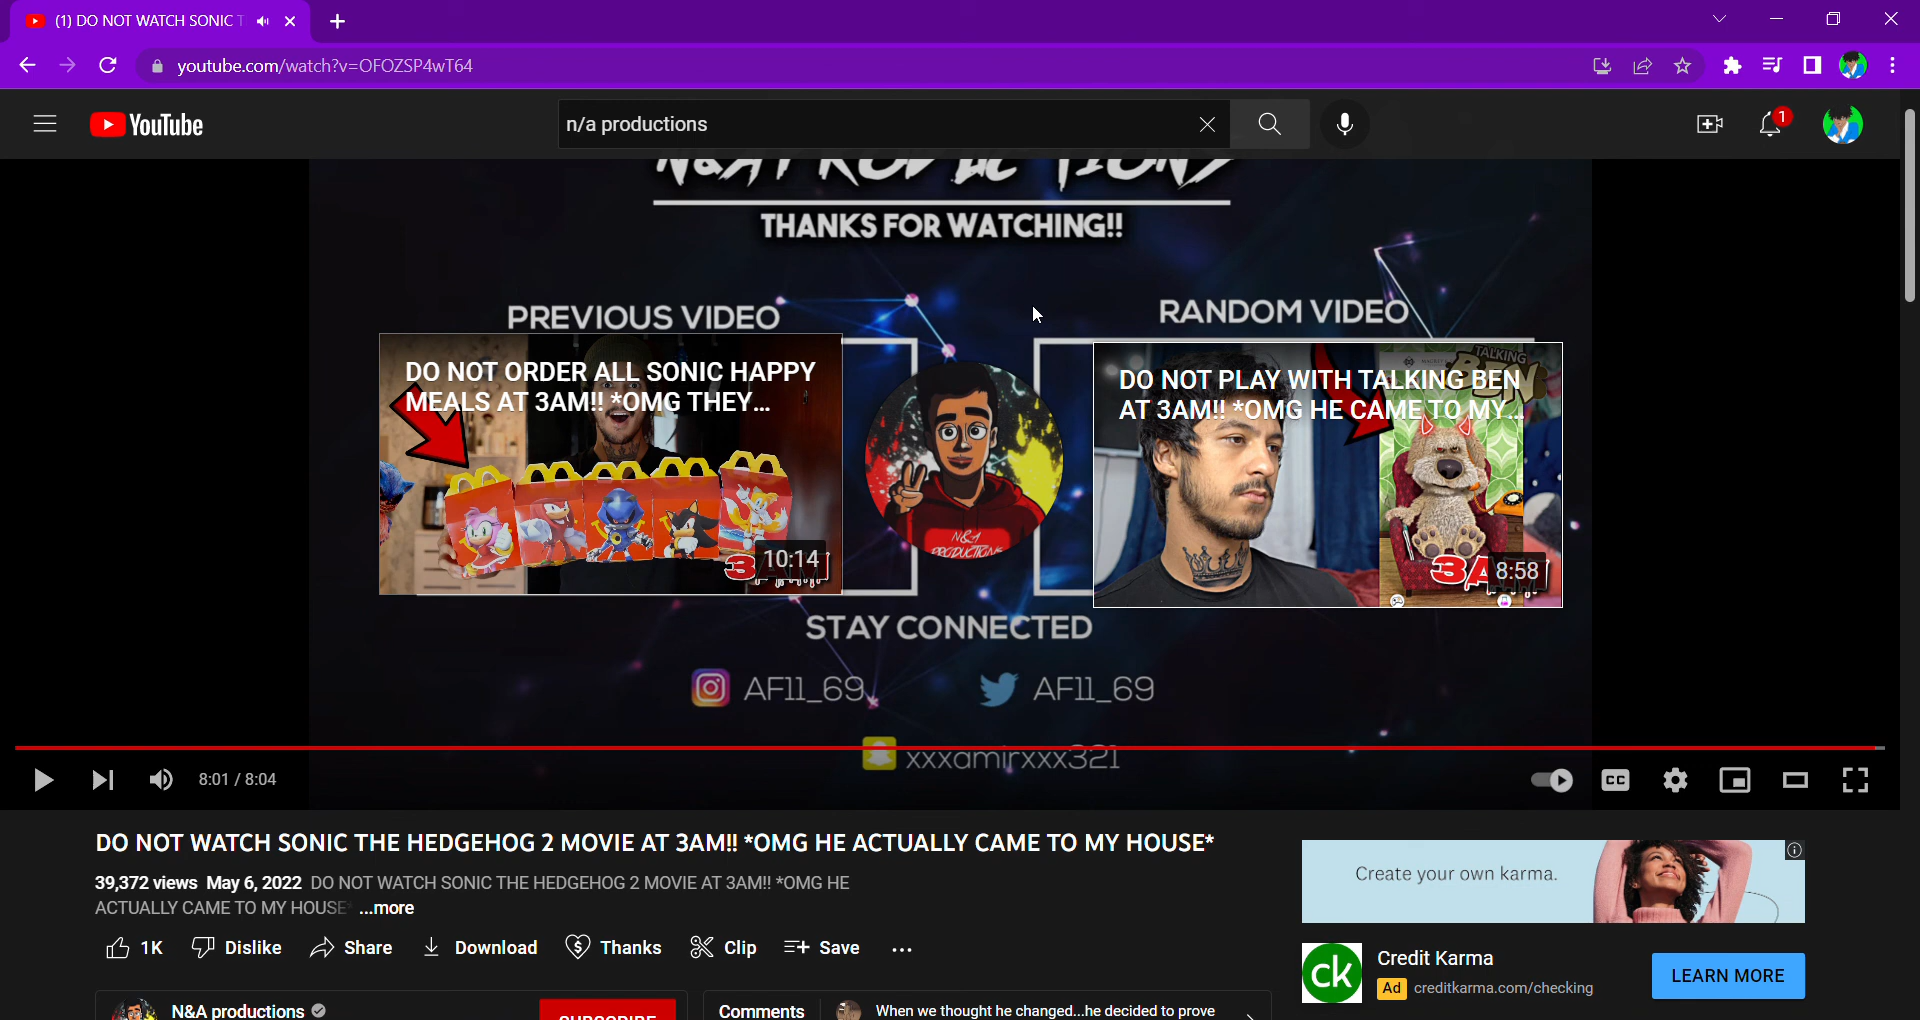 (1) DO NOT WATCH SONIC T
youtube.com/watch?v=OFOZSP4wT64
YouTube
n/a productions
1
N&A PRODUCTIONS
THANKS FOR WATCHING!!
PREVIOUS VIDEO
RANDOM VIDEO
DO NOT ORDER ALL SONIC HAPPY
MEALS AT 3AM!! *OMG THEY...
10:14
N&A
PRODUCTIONS
TALKING
BEN
DO NOT PLAY WITH TALKING BEN
AT 3AM!! *OMG HE CAME TO MY...
8:58
STAY CONNECTED
AF11_69
AF11_69
xxxamirxxx321
8:01 / 8:04
CC
DO NOT WATCH SONIC THE HEDGEHOG 2 MOVIE AT 3AM!! *OMG HE ACTUALLY CAME TO MY HOUSE*
39,372 views May 6, 2022 DO NOT WATCH SONIC THE HEDGEHOG 2 MOVIE AT 3AM!! *OMG HE
ACTUALLY CAME TO MY HOUSE* ...more
1K Dislike Share Download Thanks Clip Save
Create your own karma.
ck
Credit Karma
Ad creditkarma.com/checking
LEARN MORE
N&A productions
SUBSCRIBE
Comments
When we thought he changed...he decided to prove